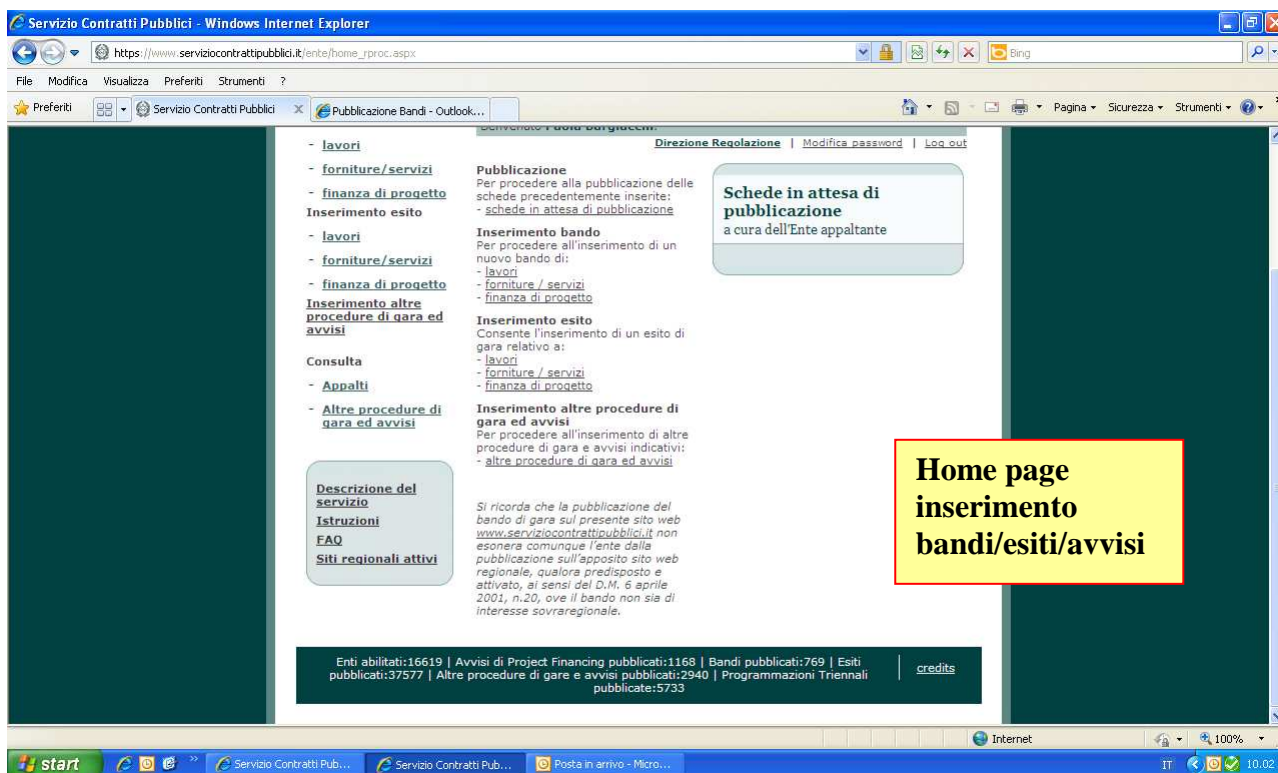 Servizio Contratti Pubblici - Windows Internet Explorer
https://www.serviziocontrattipubblici.it/ente/home_rproc.aspx
Bing
File Modifica Visualizza Preferiti Strumenti ?
Preferiti
Servizio Contratti Pubblici
Pubblicazione Bandi - Outlook...
Pagina
Sicurezza
Strumenti
Direzione Regolazione | Modifica password | Log out
- lavori
- forniture/servizi
- finanza di progetto
Inserimento esito
- lavori
- forniture/servizi
- finanza di progetto
Inserimento altre
procedure di gara ed
avvisi
Consulta
- Appalti
- Altre procedure di
gara ed avvisi
Descrizione del
servizio
Istruzioni
FAQ
Siti regionali attivi
Pubblicazione
Per procedere alla pubblicazione delle
schede precedentemente inserite:
- schede in attesa di pubblicazione
Inserimento bando
Per procedere all'inserimento di un
nuovo bando di:
- lavori
- forniture / servizi
- finanza di progetto
Inserimento esito
Consente l'inserimento di un esito di
gara relativo a:
- lavori
- forniture / servizi
- finanza di progetto
Inserimento altre procedure di
gara ed avvisi
Per procedere all'inserimento di altre
procedure di gara e avvisi indicativi:
- altre procedure di gara ed avvisi
Si ricorda che la pubblicazione del
bando di gara sul presente sito web
www.serviziocontrattipubblici.it non
esonera comunque l'ente dalla
pubblicazione sull'apposito sito web
regionale, qualora predisposto e
attivato, ai sensi del D.M. 6 aprile
2001, n.20, ove il bando non sia di
interesse sovraregionale.
Schede in attesa di
pubblicazione
a cura dell'Ente appaltante
Home page
inserimento
bandi/esiti/avvisi
Enti abilitati:16619 | Avvisi di Project Financing pubblicati:1168 | Bandi pubblicati:769 | Esiti
pubblicati:37577 | Altre procedure di gare e avvisi pubblicati:2940 | Programmazioni Triennali
pubblicate:5733
credits
Internet
100%
start
Servizio Contratti Pub...
Servizio Contratti Pub...
Posta in arrivo - Micro...
IT
10.02